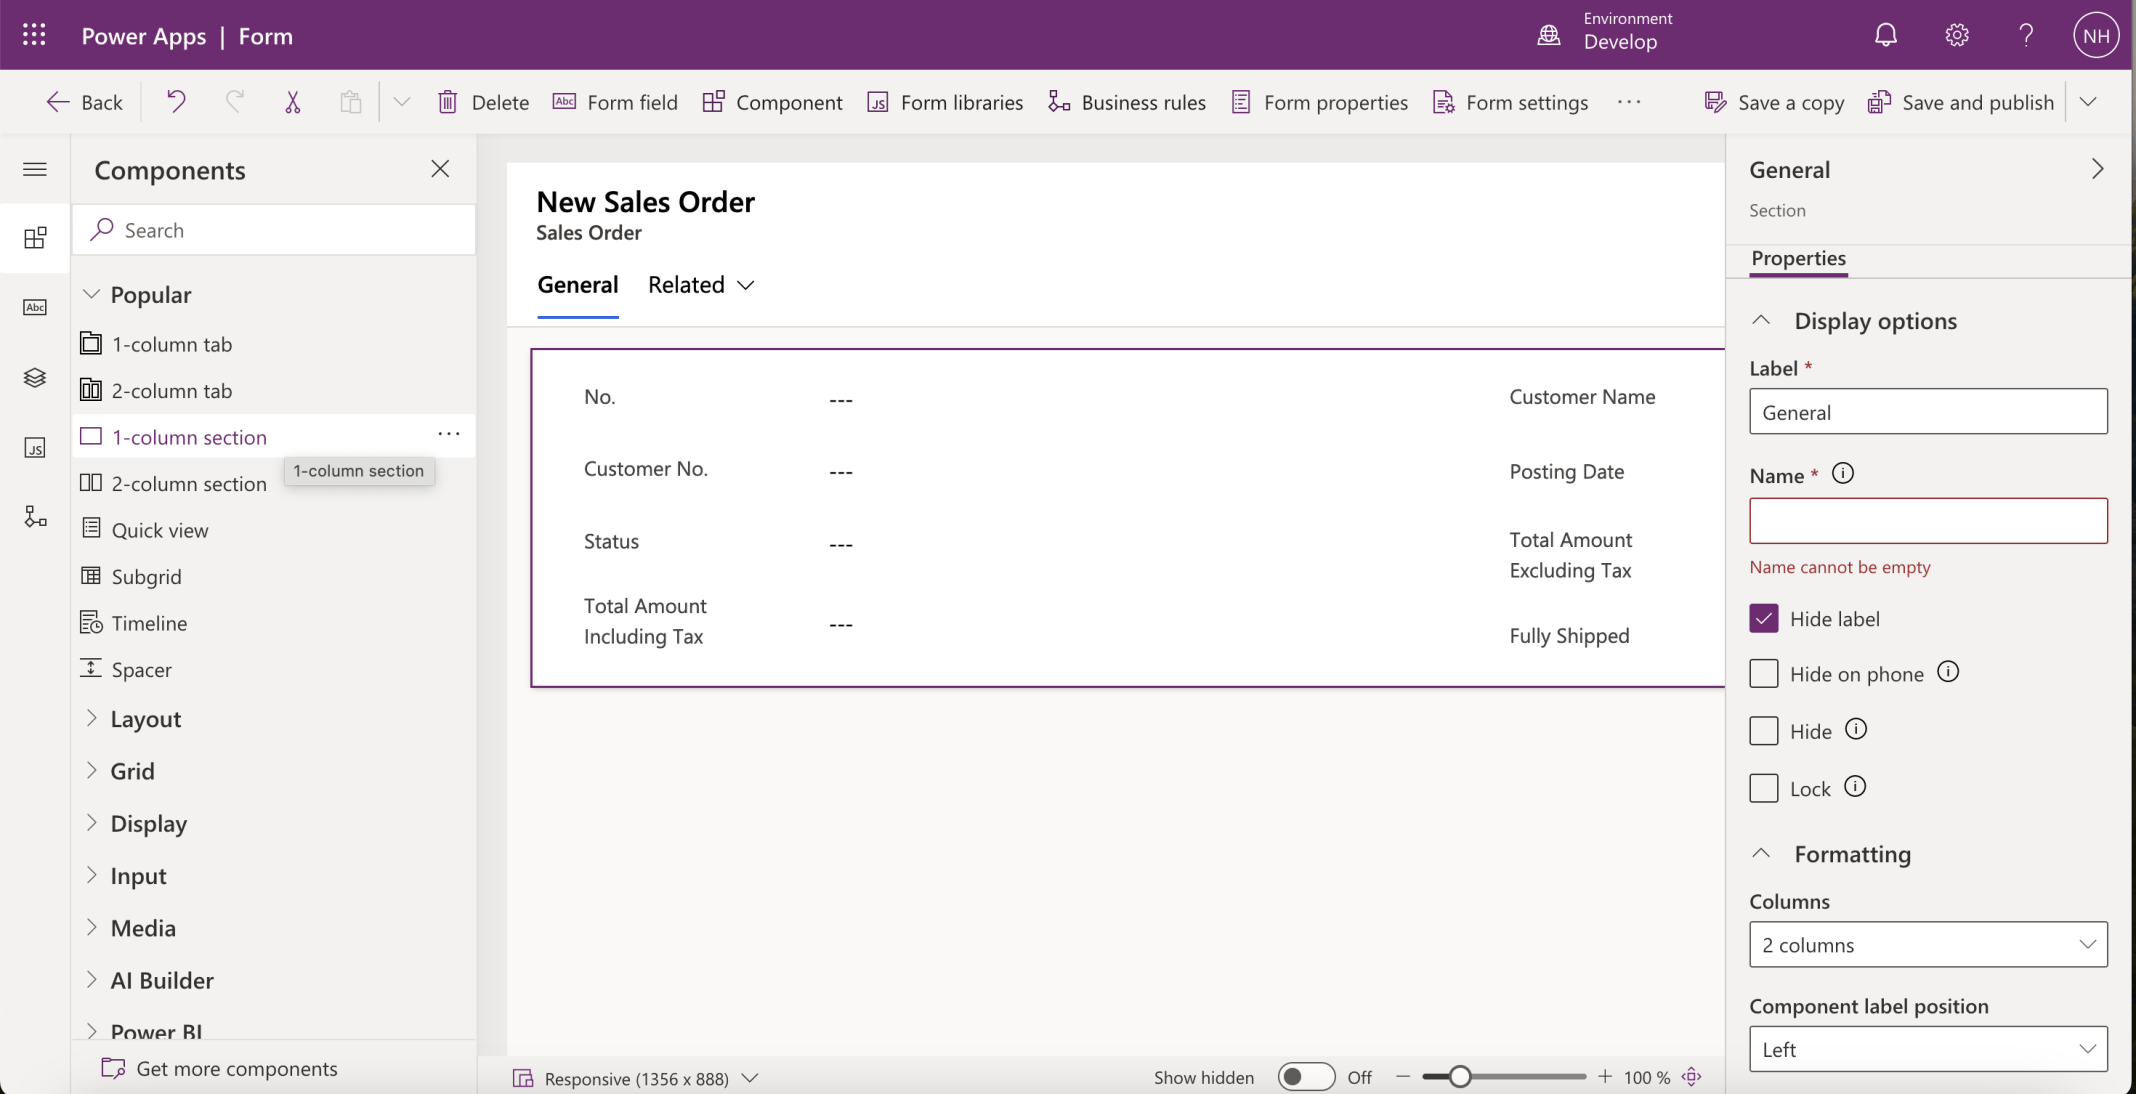 Power Apps | Form
Environment
Develop
NH
Back
Delete
Abc Form field
Component
JS Form libraries
Business rules
Form properties
Form settings
Save a copy
Save and publish
Components
Search
Popular
1-column tab
2-column tab
1-column section
1-column section
2-column section
Quick view
Subgrid
Timeline
Spacer
Layout
Grid
Display
Input
Media
AI Builder
Power BI
Get more components
Abc
JS
New Sales Order
Sales Order
General
Related
No.
---
Customer Name
Customer No.
---
Posting Date
Status
---
Total Amount
Excluding Tax
Total Amount
Including Tax
---
Fully Shipped
Responsive (1356 x 888)
Show hidden
Off
100 %
General
Section
Properties
Display options
Label *
General
Name *
Name cannot be empty
Hide label
Hide on phone
Hide
Lock
Formatting
Columns
2 columns
Component label position
Left